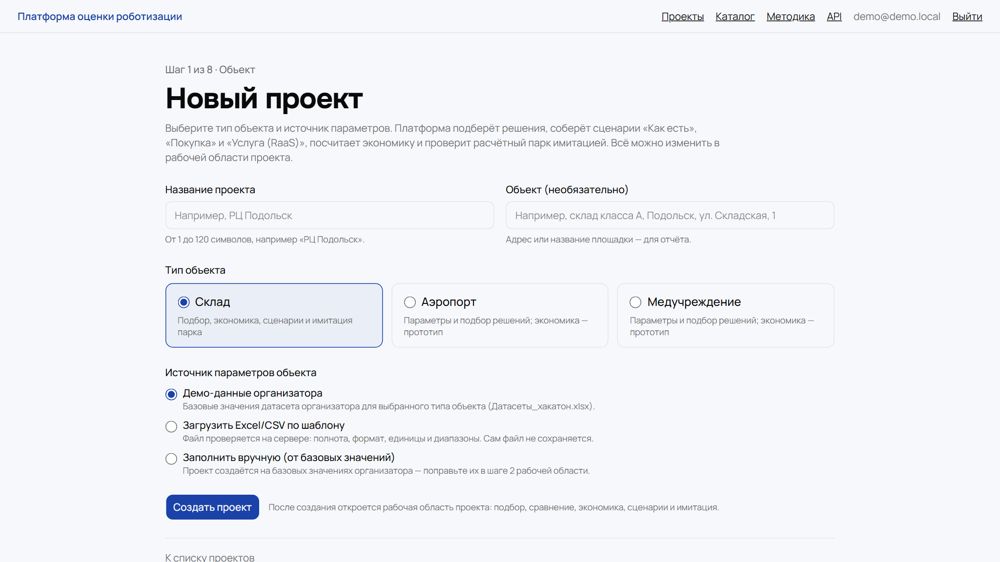 Платформа оценки роботизации
Проекты Каталог Методика API demo@demo.local Выйти
Шаг 1 из 8 · Объект
Новый проект
Выберите тип объекта и источник параметров. Платформа подберёт решения, соберёт сценарии «Как есть»,
«Покупка» и «Услуга (RaaS)», посчитает экономику и проверит расчётный парк имитацией. Всё можно изменить в
рабочей области проекта.
Название проекта
Например, РЦ Подольск
От 1 до 120 символов, например «РЦ Подольск».
Объект (необязательно)
Например, склад класса А, Подольск, ул. Складская, 1
Адрес или название площадки — для отчёта.
Тип объекта
Склад
Подбор, экономика, сценарии и имитация
парка
Аэропорт
Параметры и подбор решений; экономика —
прототип
Медучреждение
Параметры и подбор решений; экономика —
прототип
Источник параметров объекта
Демо-данные организатора
Базовые значения датасета организатора для выбранного типа объекта (Датасеты_хакатон.xlsx).
Загрузить Excel/CSV по шаблону
Файл проверяется на сервере: полнота, формат, единицы и диапазоны. Сам файл не сохраняется.
Заполнить вручную (от базовых значений)
Проект создаётся на базовых значениях организатора — поправьте их в шаге 2 рабочей области.
Создать проект
После создания откроется рабочая область проекта: подбор, сравнение, экономика, сценарии и имитация.
К списку проектов